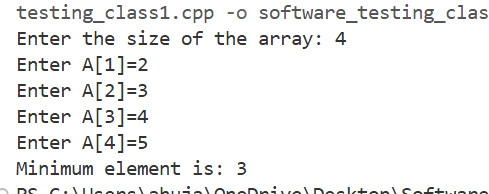 testing_class1.cpp -o software_testing_clas
Enter the size of the array: 4
Enter A[1]=2
Enter A[2]=3
Enter A[3]=4
Enter A[4]=5
Minimum element is: 3
PS C:\Users\ahuja\OneDrive\Desktop\Software